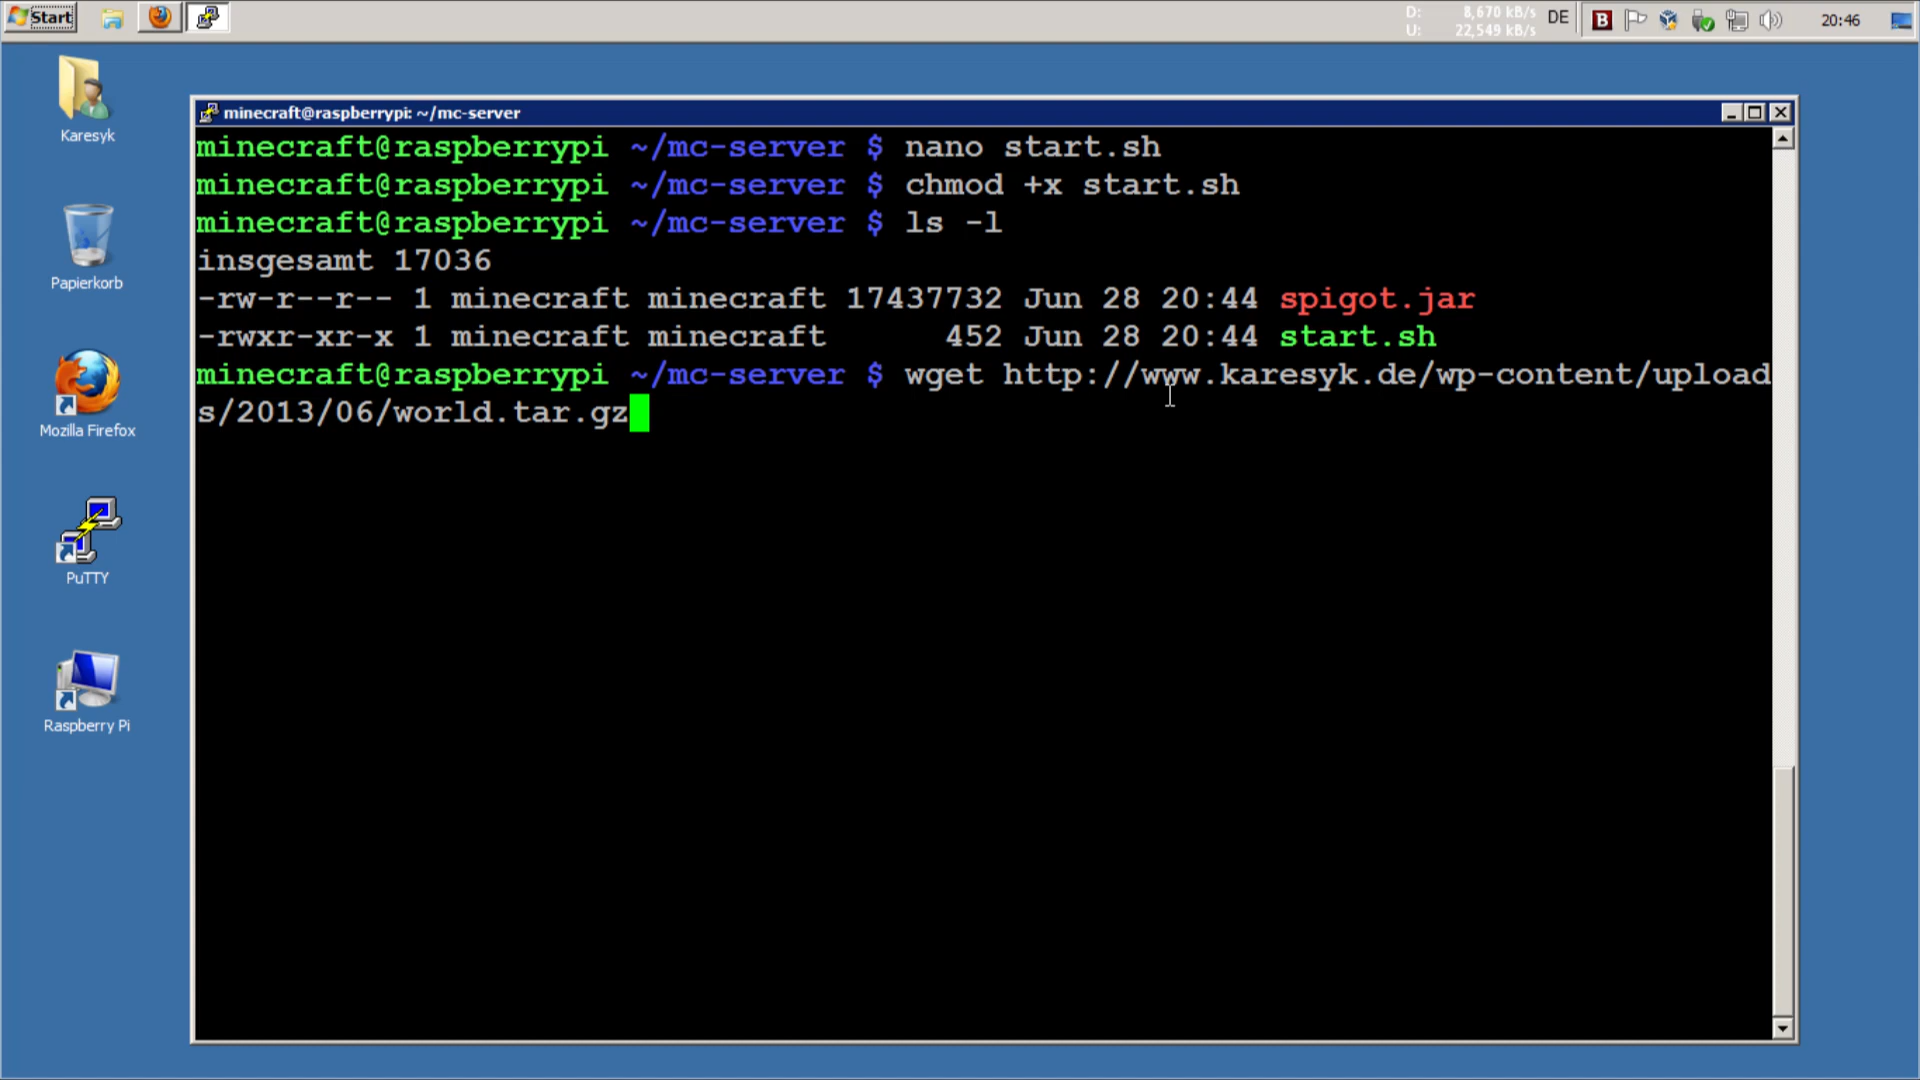 Start
D: 8,670 kB/s
U: 22,549 kB/s
DE
B
20:46
Karesyk
Papierkorb
Mozilla Firefox
PuTTY
Raspberry Pi
minecraft@raspberrypi: ~/mc-server
minecraft@raspberrypi ~/mc-server $ nano start.sh
minecraft@raspberrypi ~/mc-server $ chmod +x start.sh
minecraft@raspberrypi ~/mc-server $ ls -l
insgesamt 17036
-rw-r--r-- 1 minecraft minecraft 17437732 Jun 28 20:44 spigot.jar
-rwxr-xr-x 1 minecraft minecraft      452 Jun 28 20:44 start.sh
minecraft@raspberrypi ~/mc-server $ wget http://www.karesyk.de/wp-content/upload
s/2013/06/world.tar.gz